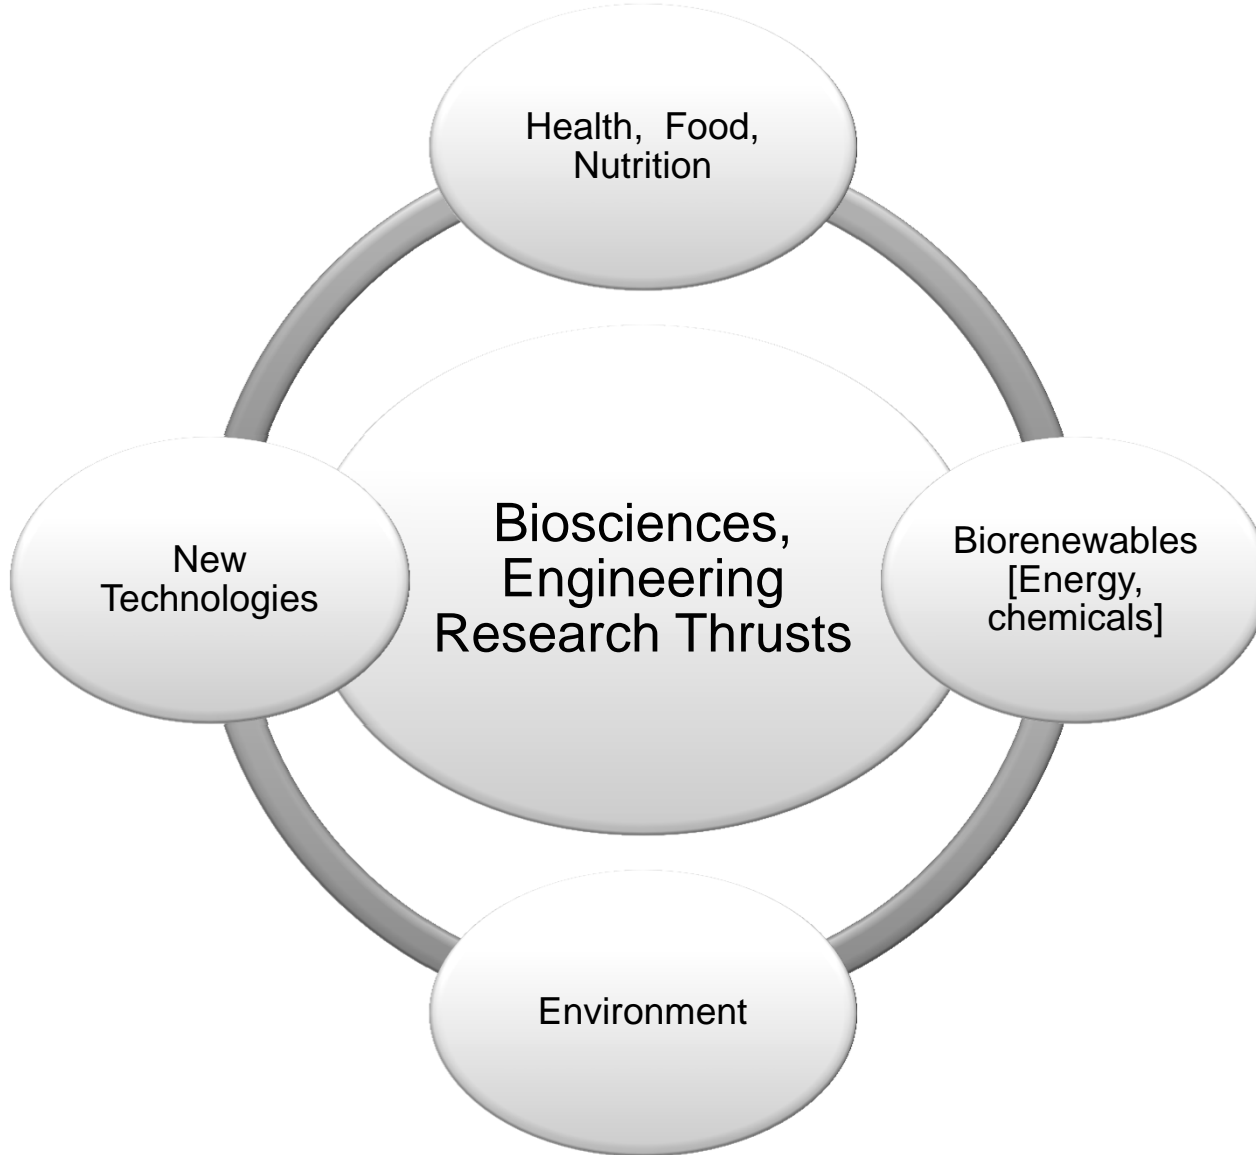 Health,  Food,
Nutrition
Biosciences,
Engineering
Research Thrusts
New
Technologies
Biorenewables
[Energy,
chemicals]
Environment